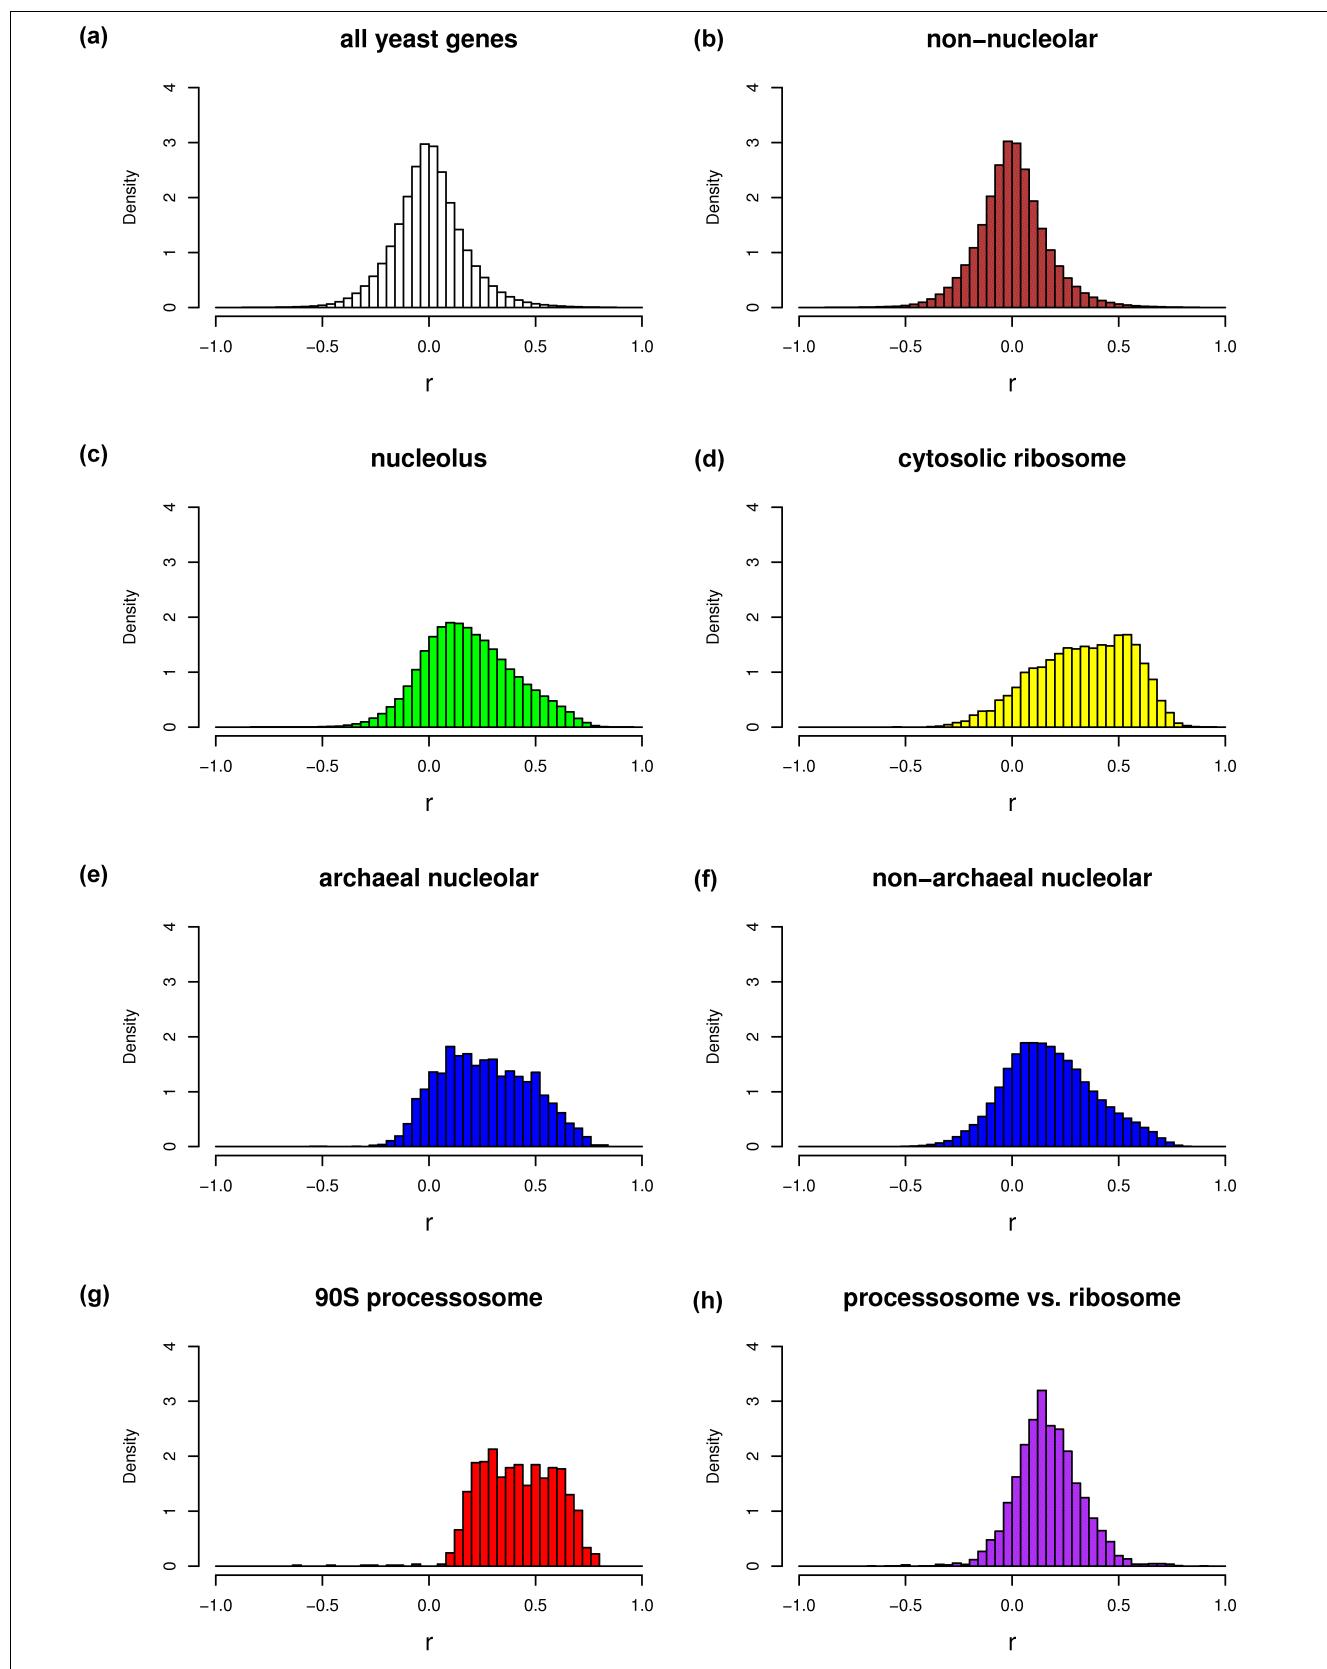 (a) all yeast genes
(b) non−nucleolar
4
3
2
1
0
Density
−1.0 −0.5 0.0 0.5 1.0
r
4
3
2
1
0
Density
−1.0 −0.5 0.0 0.5 1.0
r
(c) nucleolus
(d) cytosolic ribosome
4
3
2
1
0
Density
−1.0 −0.5 0.0 0.5 1.0
r
4
3
2
1
0
Density
−1.0 −0.5 0.0 0.5 1.0
r
(e) archaeal nucleolar
(f) non−archaeal nucleolar
4
3
2
1
0
Density
−1.0 −0.5 0.0 0.5 1.0
r
4
3
2
1
0
Density
−1.0 −0.5 0.0 0.5 1.0
r
(g) 90S processosome
(h) processosome vs. ribosome
4
3
2
1
0
Density
−1.0 −0.5 0.0 0.5 1.0
r
4
3
2
1
0
Density
−1.0 −0.5 0.0 0.5 1.0
r